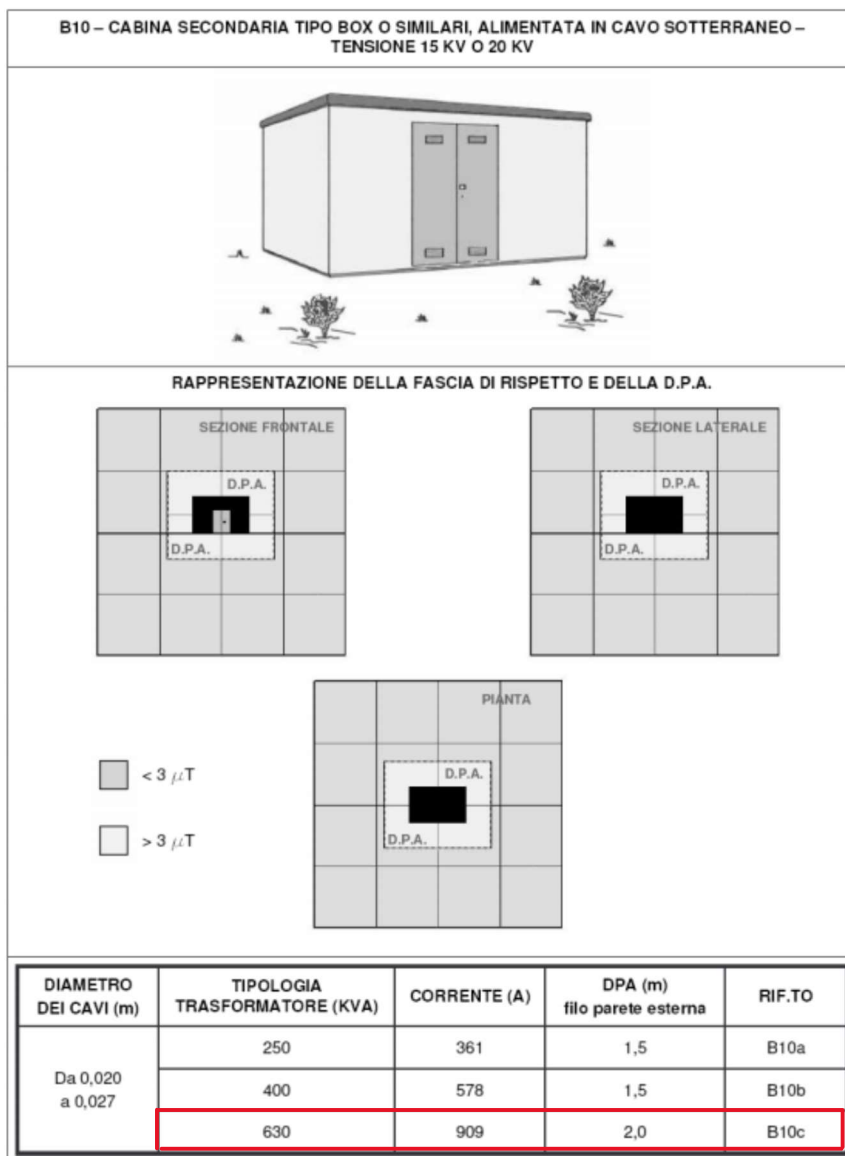 B10 – CABINA SECONDARIA TIPO BOX O SIMILARI, ALIMENTATA IN CAVO SOTTERRANEO –
TENSIONE 15 KV O 20 KV
RAPPRESENTAZIONE DELLA FASCIA DI RISPETTO E DELLA D.P.A.
SEZIONE FRONTALE
D.P.A.
D.P.A.
SEZIONE LATERALE
D.P.A.
D.P.A.
PIANTA
D.P.A.
D.P.A.
< 3 μT
> 3 μT
DIAMETRO
DEI CAVI (m)
TIPOLOGIA
TRASFORMATORE (KVA)
CORRENTE (A)
DPA (m)
filo parete esterna
RIF.TO
Da 0,020
a 0,027
250 361 1,5 B10a
400 578 1,5 B10b
630 909 2,0 B10c